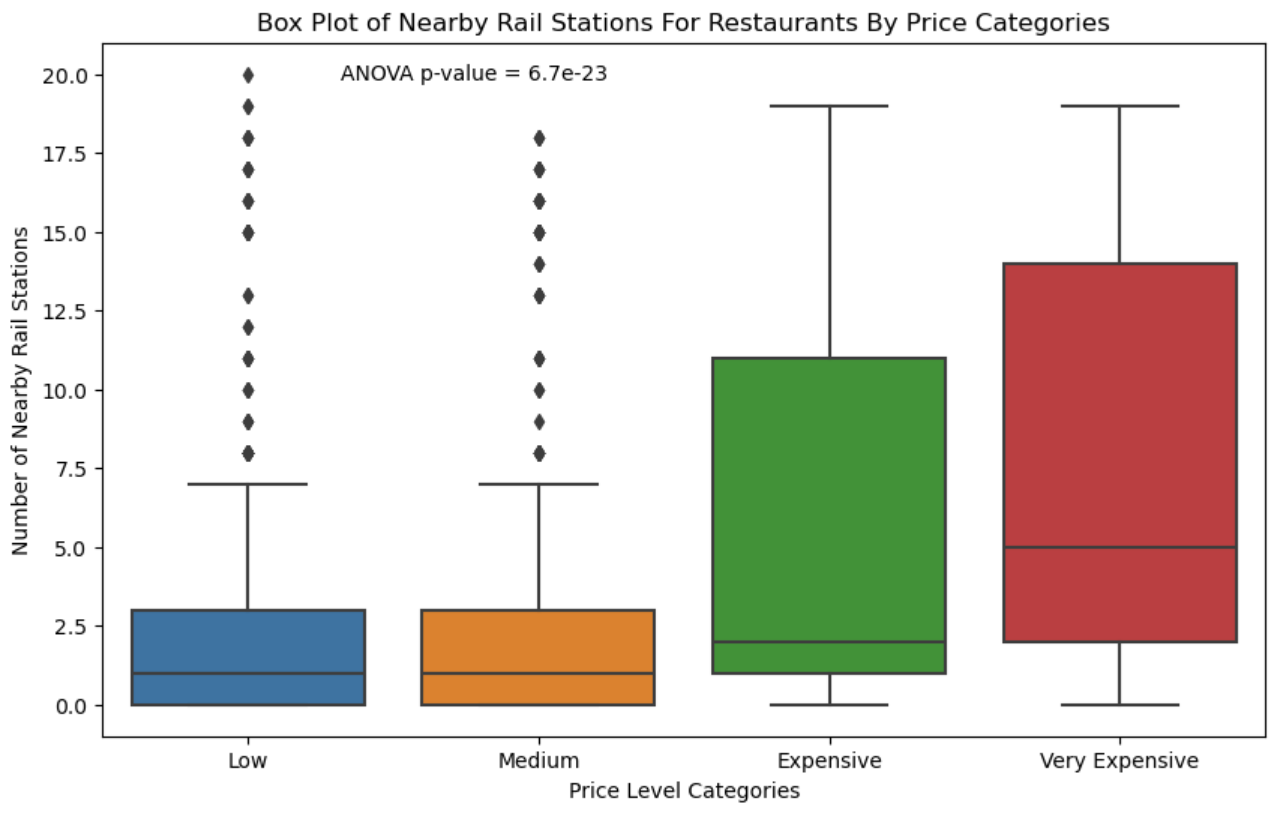 Box Plot of Nearby Rail Stations For Restaurants By Price Categories
ANOVA p-value = 6.7e-23
Number of Nearby Rail Stations
20.0
17.5
15.0
12.5
10.0
7.5
5.0
2.5
0.0
Low Medium Expensive Very Expensive
Price Level Categories